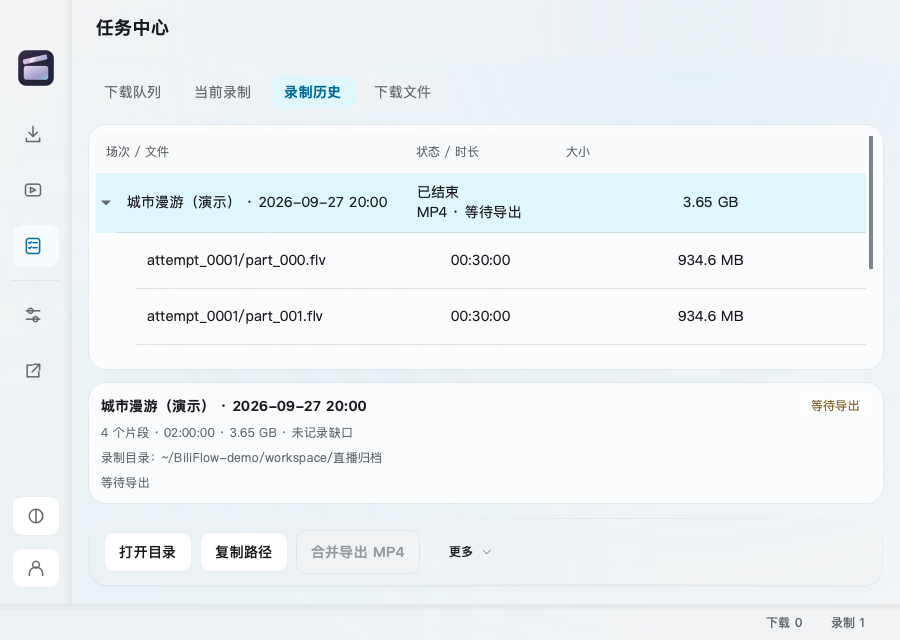 任务中心
下载队列 当前录制 录制历史 下载文件
场次 / 文件 状态 / 时长 大小
城市漫游（演示） · 2026-09-27 20:00 已结束 3.65 GB
MP4 · 等待导出
attempt_0001/part_000.flv 00:30:00 934.6 MB
attempt_0001/part_001.flv 00:30:00 934.6 MB
城市漫游（演示） · 2026-09-27 20:00 等待导出
4 个片段 · 02:00:00 · 3.65 GB · 未记录缺口
录制目录：~/BiliFlow-demo/workspace/直播归档
等待导出
打开目录 复制路径 合并导出 MP4 更多
下载 0 录制 1